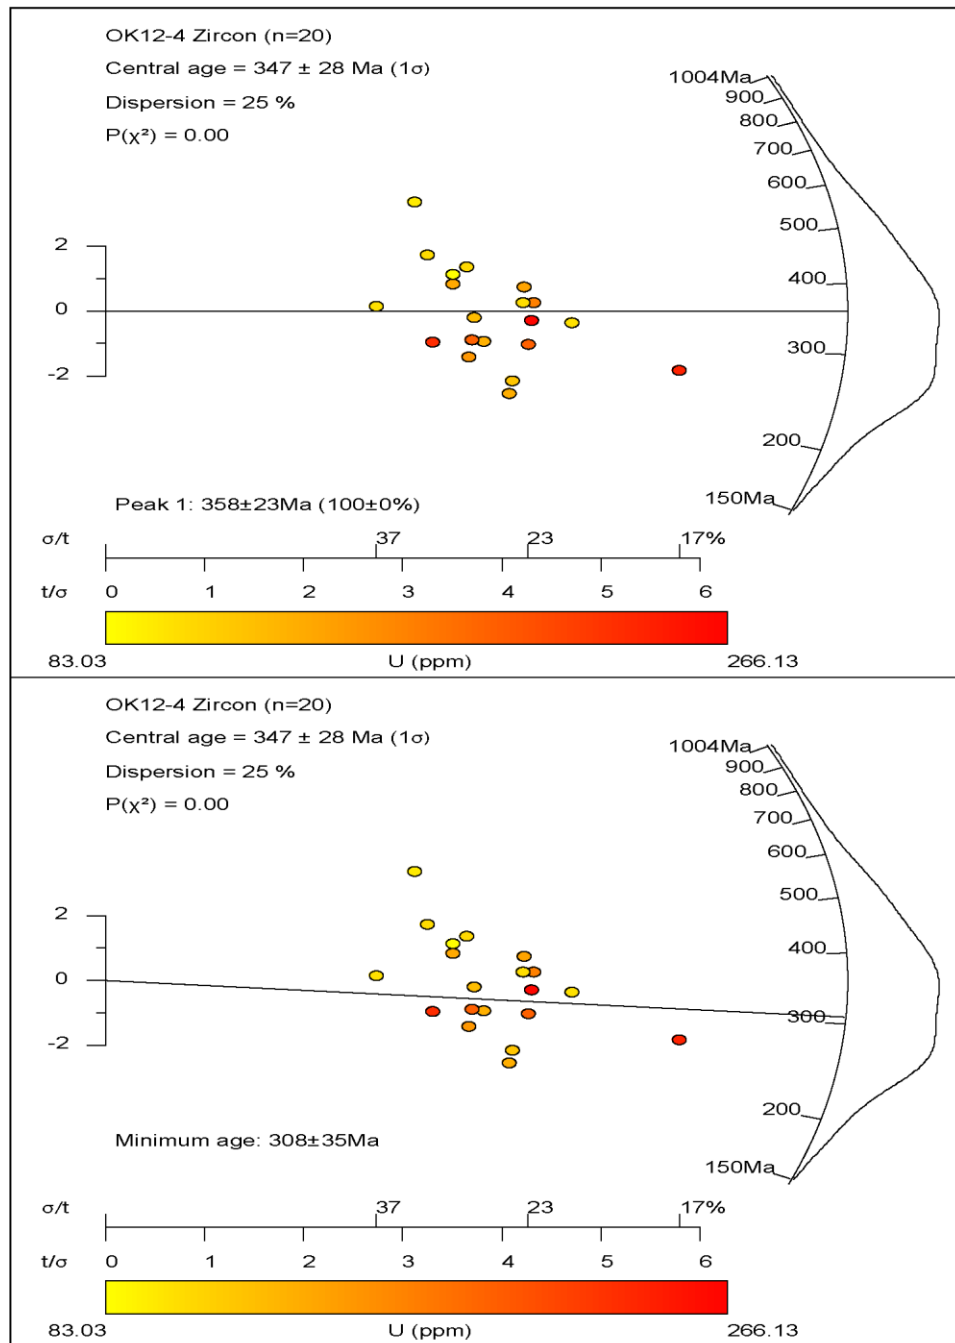 OK12-4 Zircon (n=20)
Central age = 347 ± 28 Ma (1σ)
Dispersion = 25 %
P(χ²) = 0.00
1004Ma
900
800
700
600
500
400
300
200
150Ma
2
0
-2
Peak 1: 358±23Ma (100±0%)
σ/t 37 23 17%
t/σ 0 1 2 3 4 5 6
83.03 U (ppm) 266.13
OK12-4 Zircon (n=20)
Central age = 347 ± 28 Ma (1σ)
Dispersion = 25 %
P(χ²) = 0.00
1004Ma
900
800
700
600
500
400
300
200
150Ma
2
0
-2
Minimum age: 308±35Ma
σ/t 37 23 17%
t/σ 0 1 2 3 4 5 6
83.03 U (ppm) 266.13